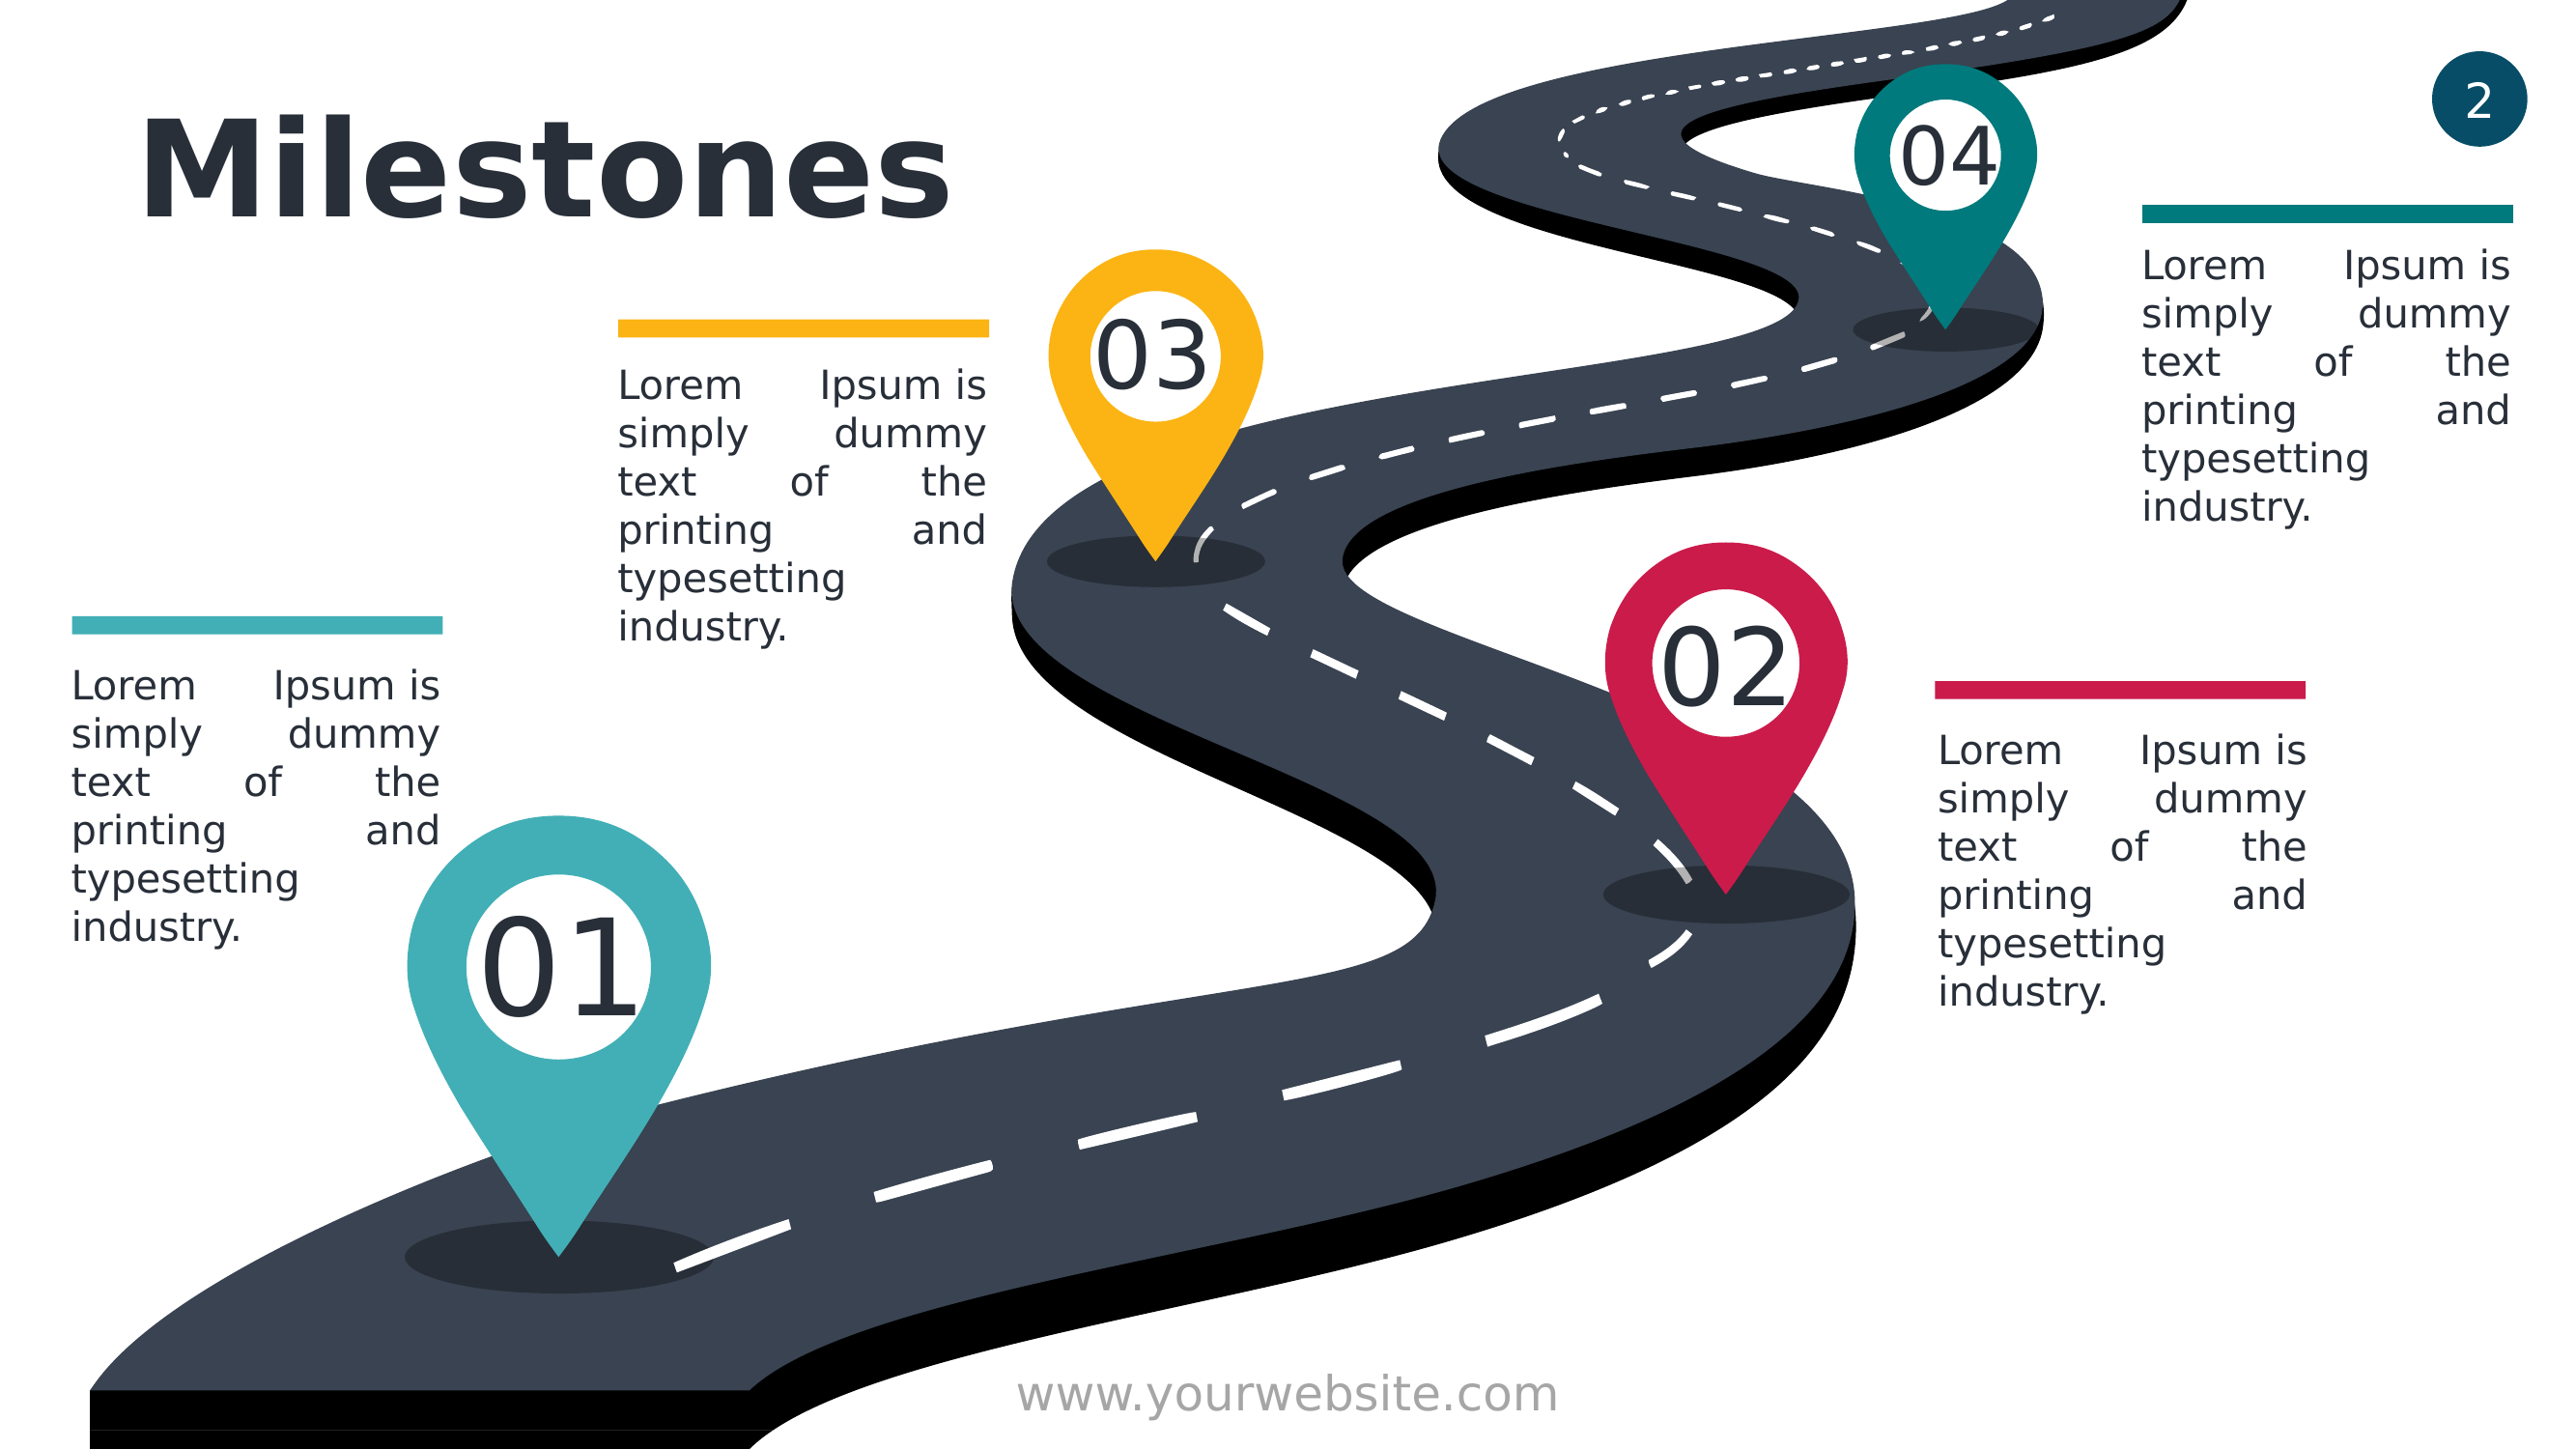 Milestones
2
01
Lorem Ipsum is
simply dummy
text of the
printing and
typesetting
industry.
02
Lorem Ipsum is
simply dummy
text of the
printing and
typesetting
industry.
03
Lorem Ipsum is
simply dummy
text of the
printing and
typesetting
industry.
04
Lorem Ipsum is
simply dummy
text of the
printing and
typesetting
industry.
www.yourwebsite.com